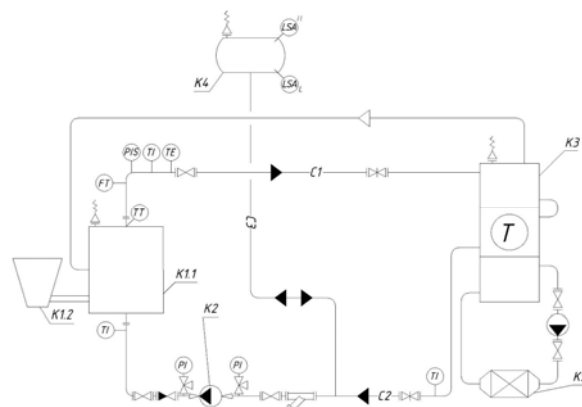 LSA H
K4
LSA L
K3
PIS
TI
TE
FT
C1
TT
C3
T
K1.1
K1.2
TI
K2
PI
PI
TI
C2